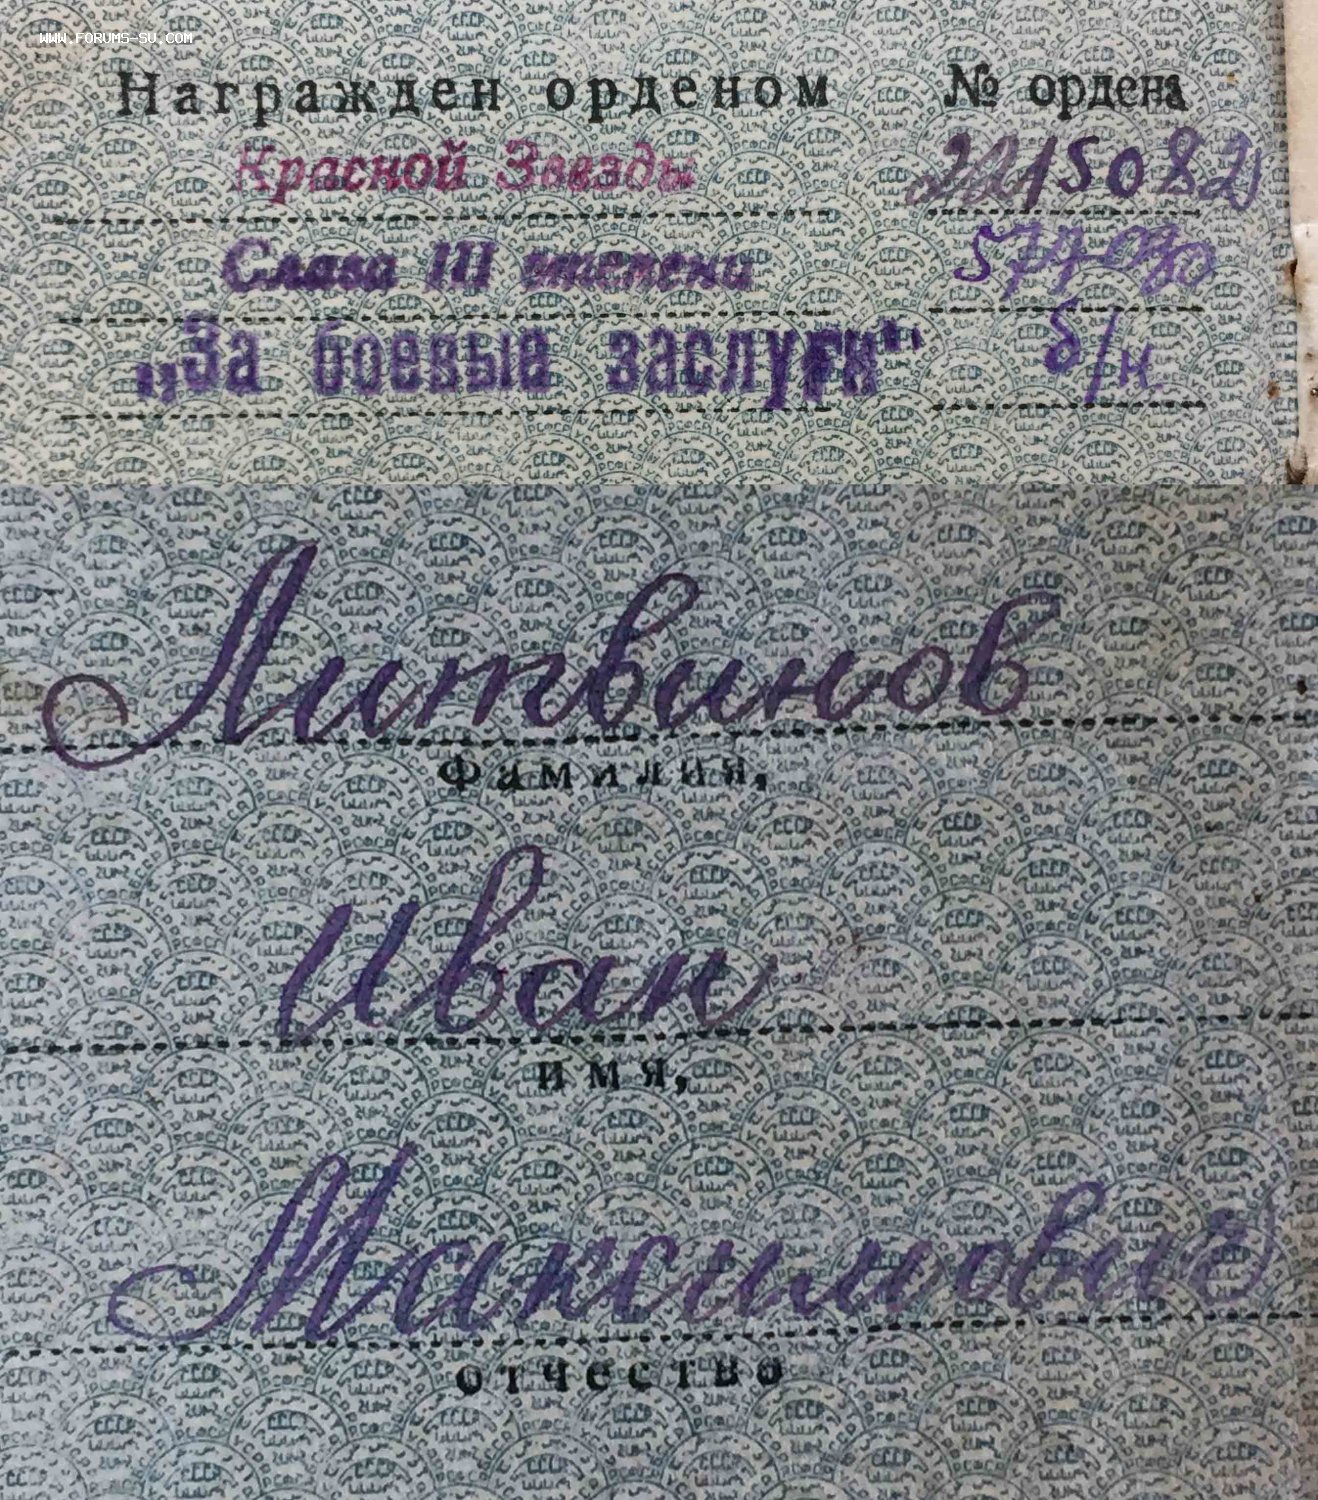 WWW.FORUMS-SU.COM
Награжден орденом № ордена
Красной Звезды 2215082
Слава III степени
„За боевые заслуги“ б/н
Литвинов
фамилия,
Иван
имя,
Максимович
отчество